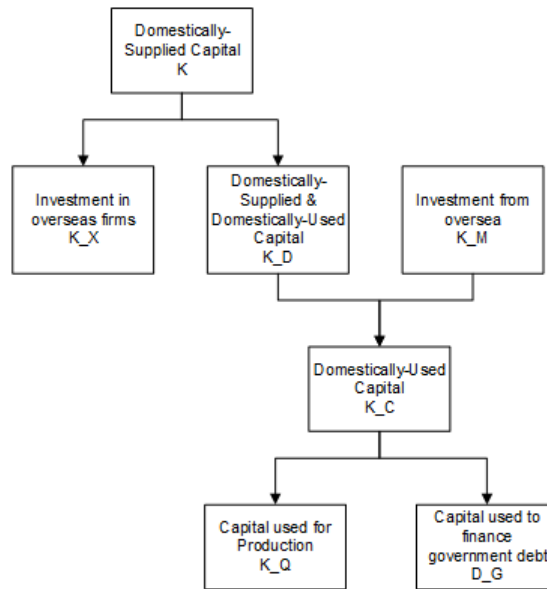 Domestically-
Supplied Capital
K
Investment in
overseas firms
K_X
Domestically-
Supplied &
Domestically-Used
Capital
K_D
Investment from
oversea
K_M
Domestically-Used
Capital
K_C
Capital used for
Production
K_Q
Capital used to
finance
government debt
D_G